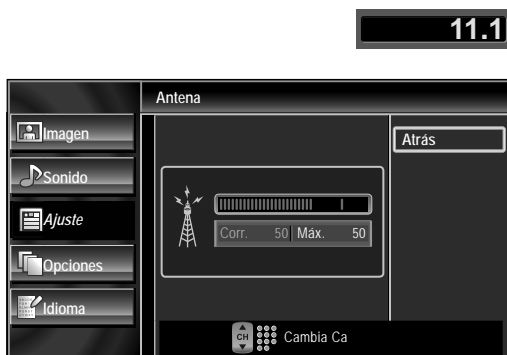 11.1
Antena
Imagen
Atrás
Sonido
Ajuste
Corr. 50 Máx. 50
Opciones
Idioma
CH Cambia Ca